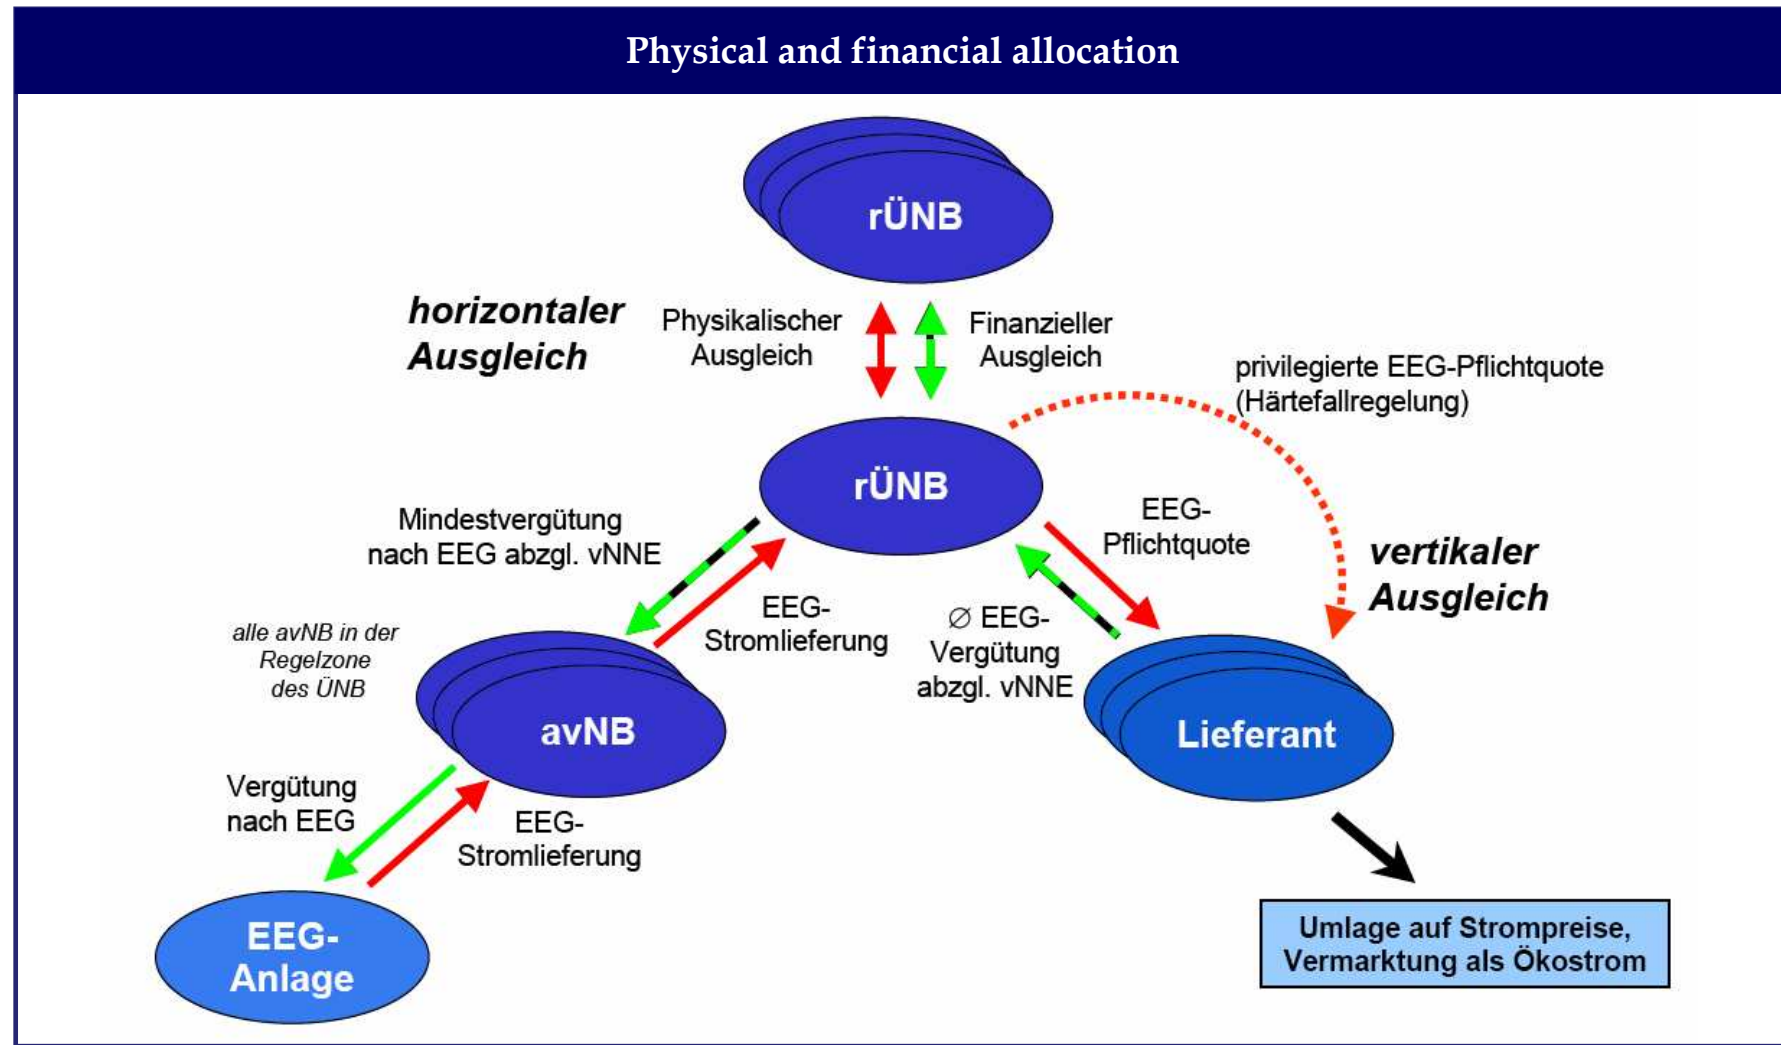 Physical and financial allocation
rÜNB
horizontaler
Ausgleich
Physikalischer
Ausgleich
Finanzieller
Ausgleich
privilegierte EEG-Pflichtquote
(Härtefallregelung)
rÜNB
Mindestvergütung
nach EEG abzgl. vNNE
EEG-
Pflichtquote
vertikaler
Ausgleich
EEG-
Stromlieferung
∅ EEG-
Vergütung
abzgl. vNNE
alle avNB in der
Regelzone
des ÜNB
avNB
Lieferant
Vergütung
nach EEG
EEG-
Stromlieferung
EEG-
Anlage
Umlage auf Strompreise,
Vermarktung als Ökostrom